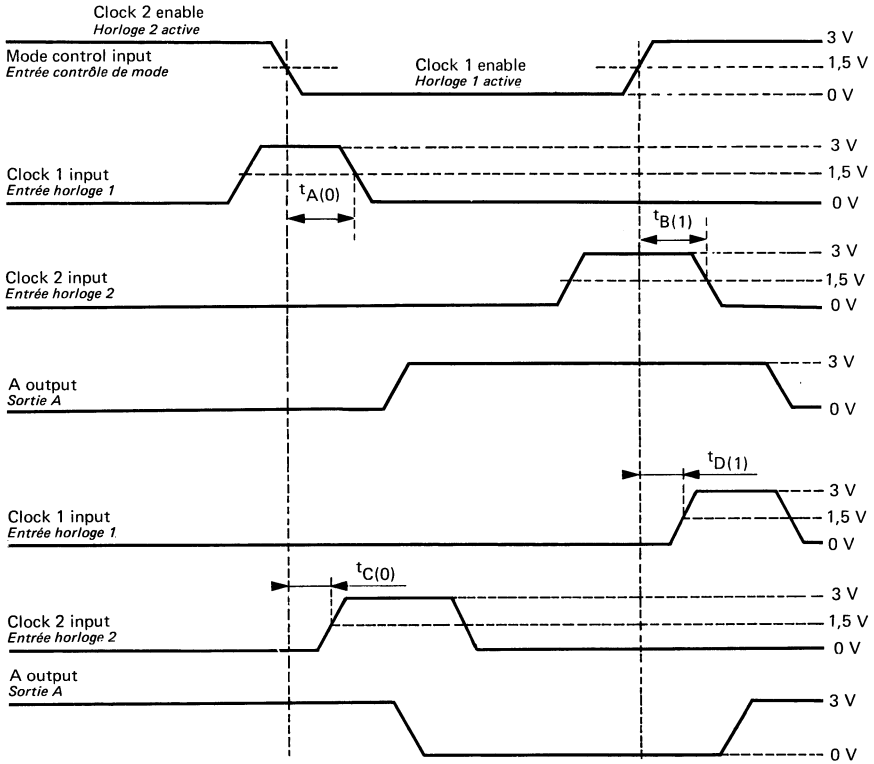 Clock 2 enable
Horloge 2 active
Mode control input
Entrée contrôle de mode
Clock 1 enable
Horloge 1 active
3 V
1,5 V
0 V
Clock 1 input
Entrée horloge 1
tA(0)
3 V
1,5 V
0 V
tB(1)
Clock 2 input
Entrée horloge 2
3 V
1,5 V
0 V
A output
Sortie A
3 V
0 V
tD(1)
Clock 1 input
Entrée horloge 1
3 V
1,5 V
0 V
tC(0)
Clock 2 input
Entrée horloge 2
3 V
1,5 V
0 V
A output
Sortie A
3 V
0 V